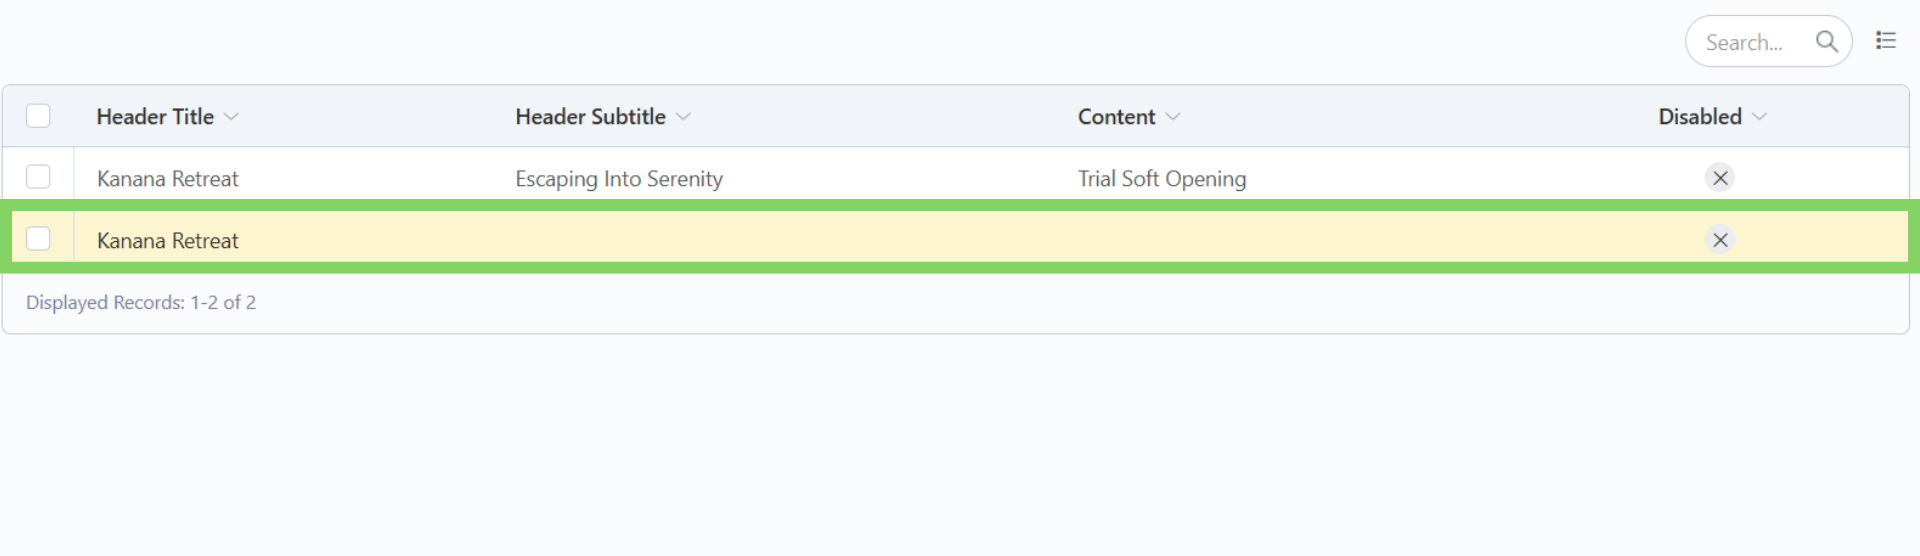 Search...
Header Title Header Subtitle Content Disabled
Kanana Retreat Escaping Into Serenity Trial Soft Opening
Kanana Retreat
Displayed Records: 1-2 of 2